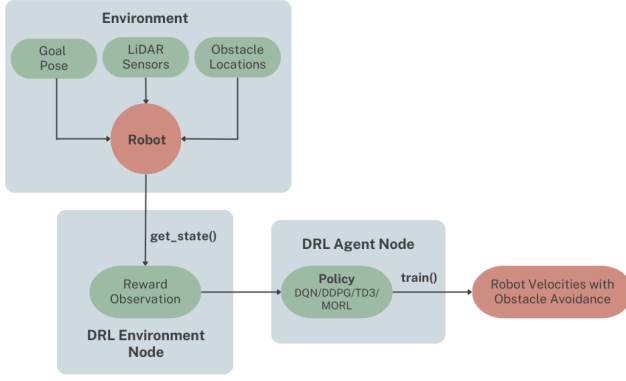 Environment
Goal
Pose
LiDAR
Sensors
Obstacle
Locations
Robot
get_state()
Reward
Observation
DRL Environment
Node
DRL Agent Node
Policy
DQN/DDPG/TD3/
MORL
train()
Robot Velocities with
Obstacle Avoidance